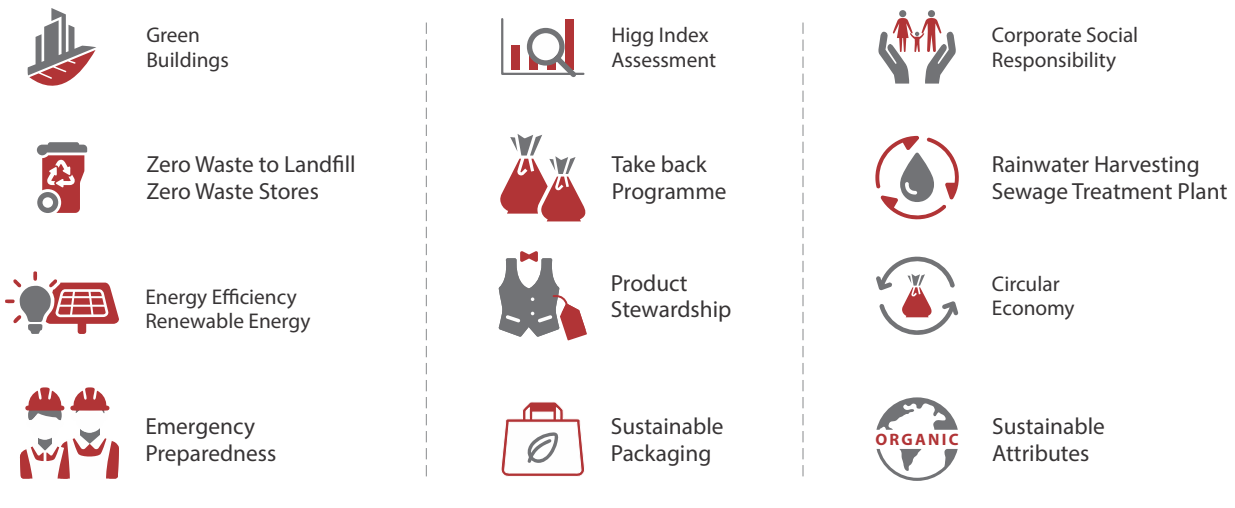 Green
Buildings
Zero Waste to Landfill
Zero Waste Stores
Energy Efficiency
Renewable Energy
Emergency
Preparedness
Higg Index
Assessment
Take back
Programme
Product
Stewardship
Sustainable
Packaging
Corporate Social
Responsibility
Rainwater Harvesting
Sewage Treatment Plant
Circular
Economy
ORGANIC
Sustainable
Attributes